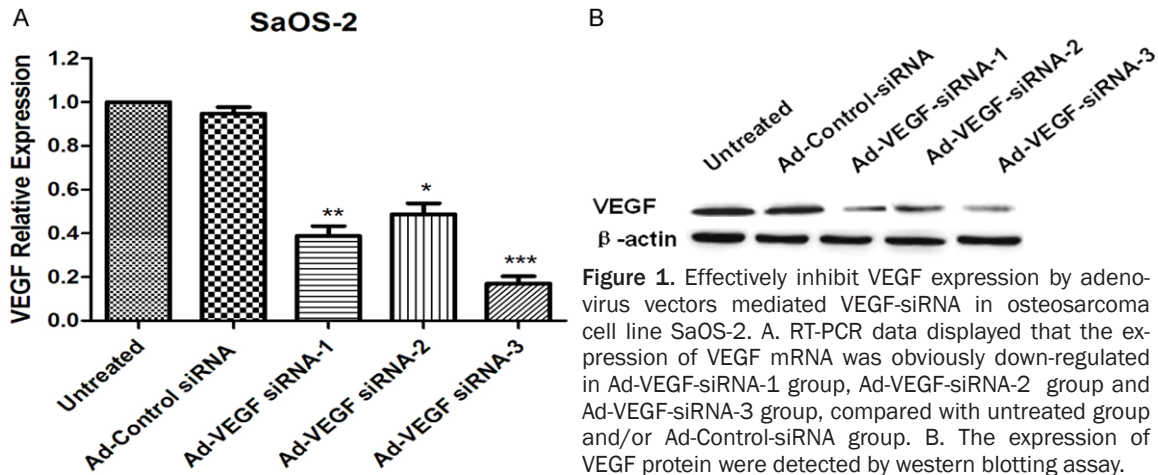 A
SaOS-2
VEGF Relative Expression
1.2
1.0
0.8
0.6
0.4
0.2
0.0
**
*
***
Untreated
Ad-Control siRNA
Ad-VEGF siRNA-1
Ad-VEGF siRNA-2
Ad-VEGF siRNA-3
B
Untreated
Ad-Control-siRNA
Ad-VEGF-siRNA-1
Ad-VEGF-siRNA-2
Ad-VEGF-siRNA-3
VEGF
β-actin
Figure 1. Effectively inhibit VEGF expression by adeno-
virus vectors mediated VEGF-siRNA in osteosarcoma
cell line SaOS-2. A. RT-PCR data displayed that the ex-
pression of VEGF mRNA was obviously down-regulated
in Ad-VEGF-siRNA-1 group, Ad-VEGF-siRNA-2 group and
Ad-VEGF-siRNA-3 group, compared with untreated group
and/or Ad-Control-siRNA group. B. The expression of
VEGF protein were detected by western blotting assay.